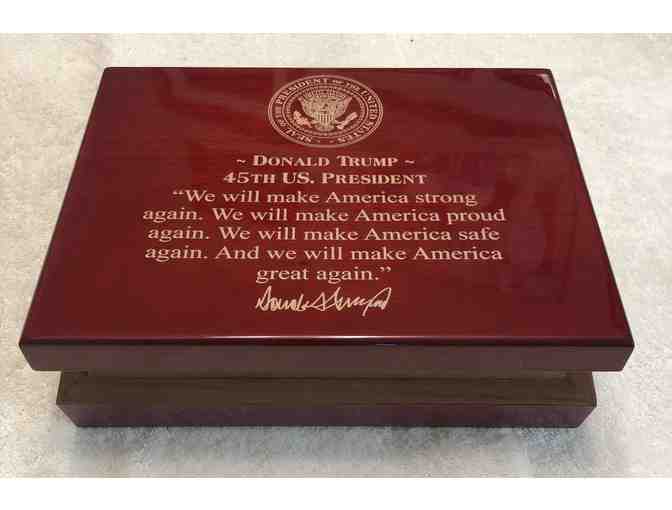 SEAL OF THE PRESIDENT OF THE UNITED STATES
~ DONALD TRUMP ~
45TH US. PRESIDENT
“We will make America strong
again. We will make America proud
again. We will make America safe
again. And we will make America
great again.”